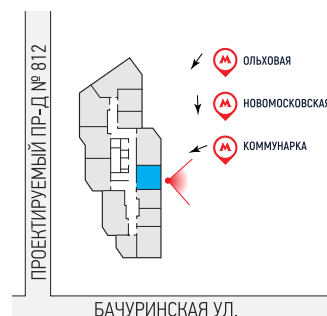 ПРОЕКТИРУЕМЫЙ ПР-Д № 812
М ОЛЬХОВАЯ
М НОВОМОСКОВСКАЯ
М КОММУНАРКА
БАЧУРИНСКАЯ УЛ.